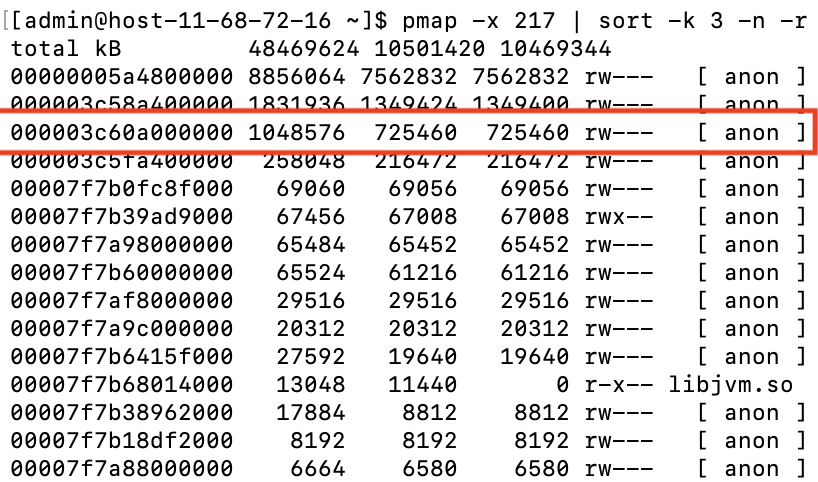 [[admin@host-11-68-72-16 ~]$ pmap -x 217 | sort -k 3 -n -r
total kB 48469624 10501420 10469344
00000005a4800000 8856064 7562832 7562832 rw--- [ anon ]
000003c58a400000 1831936 1349424 1349400 rw--- [ anon ]
000003c60a000000 1048576 725460 725460 rw--- [ anon ]
000003c5fa400000 258048 216472 216472 rw--- [ anon ]
00007f7b0fc8f000 69060 69056 69056 rw--- [ anon ]
00007f7b39ad9000 67456 67008 67008 rwx-- [ anon ]
00007f7a98000000 65484 65452 65452 rw--- [ anon ]
00007f7b60000000 65524 61216 61216 rw--- [ anon ]
00007f7af8000000 29516 29516 29516 rw--- [ anon ]
00007f7a9c000000 20312 20312 20312 rw--- [ anon ]
00007f7b6415f000 27592 19640 19640 rw--- [ anon ]
00007f7b68014000 13048 11440 0 r-x-- libjvm.so
00007f7b38962000 17884 8812 8812 rw--- [ anon ]
00007f7b18df2000 8192 8192 8192 rw--- [ anon ]
00007f7a88000000 6664 6580 6580 rw--- [ anon ]